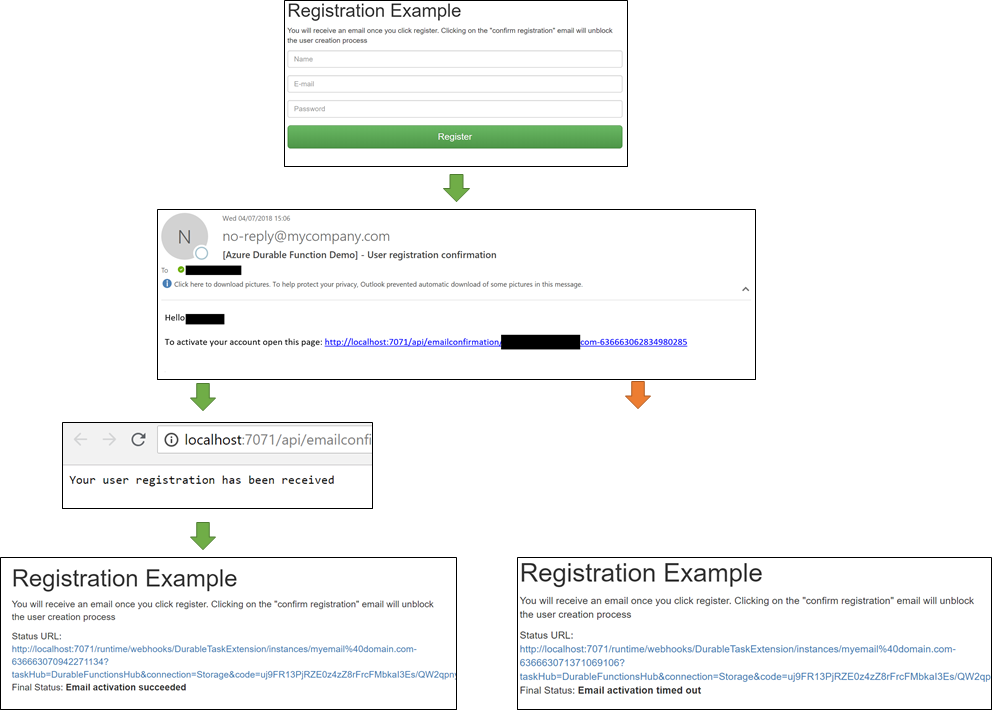 Registration Example
You will receive an email once you click register. Clicking on the "confirm registration" email will unblock
the user creation process
Name
E-mail
Password
Register
N
Wed 04/07/2018 15:06
no-reply@mycompany.com
[Azure Durable Function Demo] - User registration confirmation
To
Click here to download pictures. To help protect your privacy, Outlook prevented automatic download of some pictures in this message.
Hello
To activate your account open this page: http://localhost:7071/api/emailconfirmation/ com-636663062834980285
localhost:7071/api/emailconfi
Your user registration has been received
Registration Example
You will receive an email once you click register. Clicking on the "confirm registration" email will unblock
the user creation process
Status URL:
http://localhost:7071/runtime/webhooks/DurableTaskExtension/instances/myemail%40domain.com-
636663070942271134?
taskHub=DurableFunctionsHub&connection=Storage&code=uj9FR13PjRZE0z4zZ8rFrcFMbkaI3Es/QW2qpny
Final Status: Email activation succeeded
Registration Example
You will receive an email once you click register. Clicking on the "confirm registration" email will unblock
the user creation process
Status URL:
http://localhost:7071/runtime/webhooks/DurableTaskExtension/instances/myemail%40domain.com-
636663071371069106?
taskHub=DurableFunctionsHub&connection=Storage&code=uj9FR13PjRZE0z4zZ8rFrcFMbkaI3Es/QW2qp
Final Status: Email activation timed out